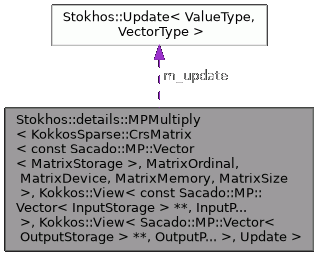 Stokhos::Update< ValueType,
VectorType >
m_update
Stokhos::details::MPMultiply
< KokkosSparse::CrsMatrix
< const Sacado::MP::Vector
< MatrixStorage >, MatrixOrdinal,
MatrixDevice, MatrixMemory, MatrixSize
>, Kokkos::View< const Sacado::MP::
Vector< InputStorage > **, InputP...
>, Kokkos::View< Sacado::MP::Vector<
OutputStorage > **, OutputP... >, Update >